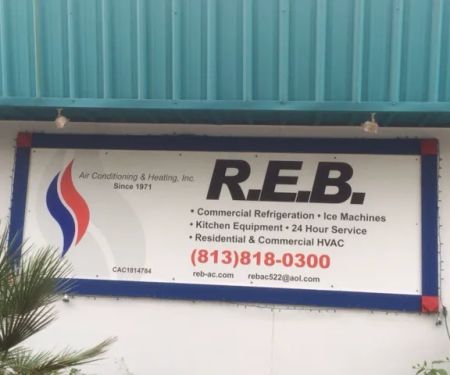 Air Conditioning & Heating, Inc.
Since 1971
R.E.B.
• Commercial Refrigeration • Ice Machines
• Kitchen Equipment • 24 Hour Service
• Residential & Commercial HVAC
(813)818-0300
reb-ac.com rebac522@aol.com
CAC1814784